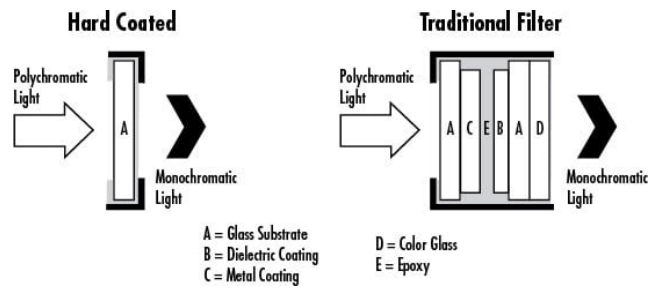 Hard Coated
Polychromatic
Light
A
Monochromatic
Light
Traditional Filter
Polychromatic
Light
A C E B A D
Monochromatic
Light
A = Glass Substrate
B = Dielectric Coating
C = Metal Coating
D = Color Glass
E = Epoxy